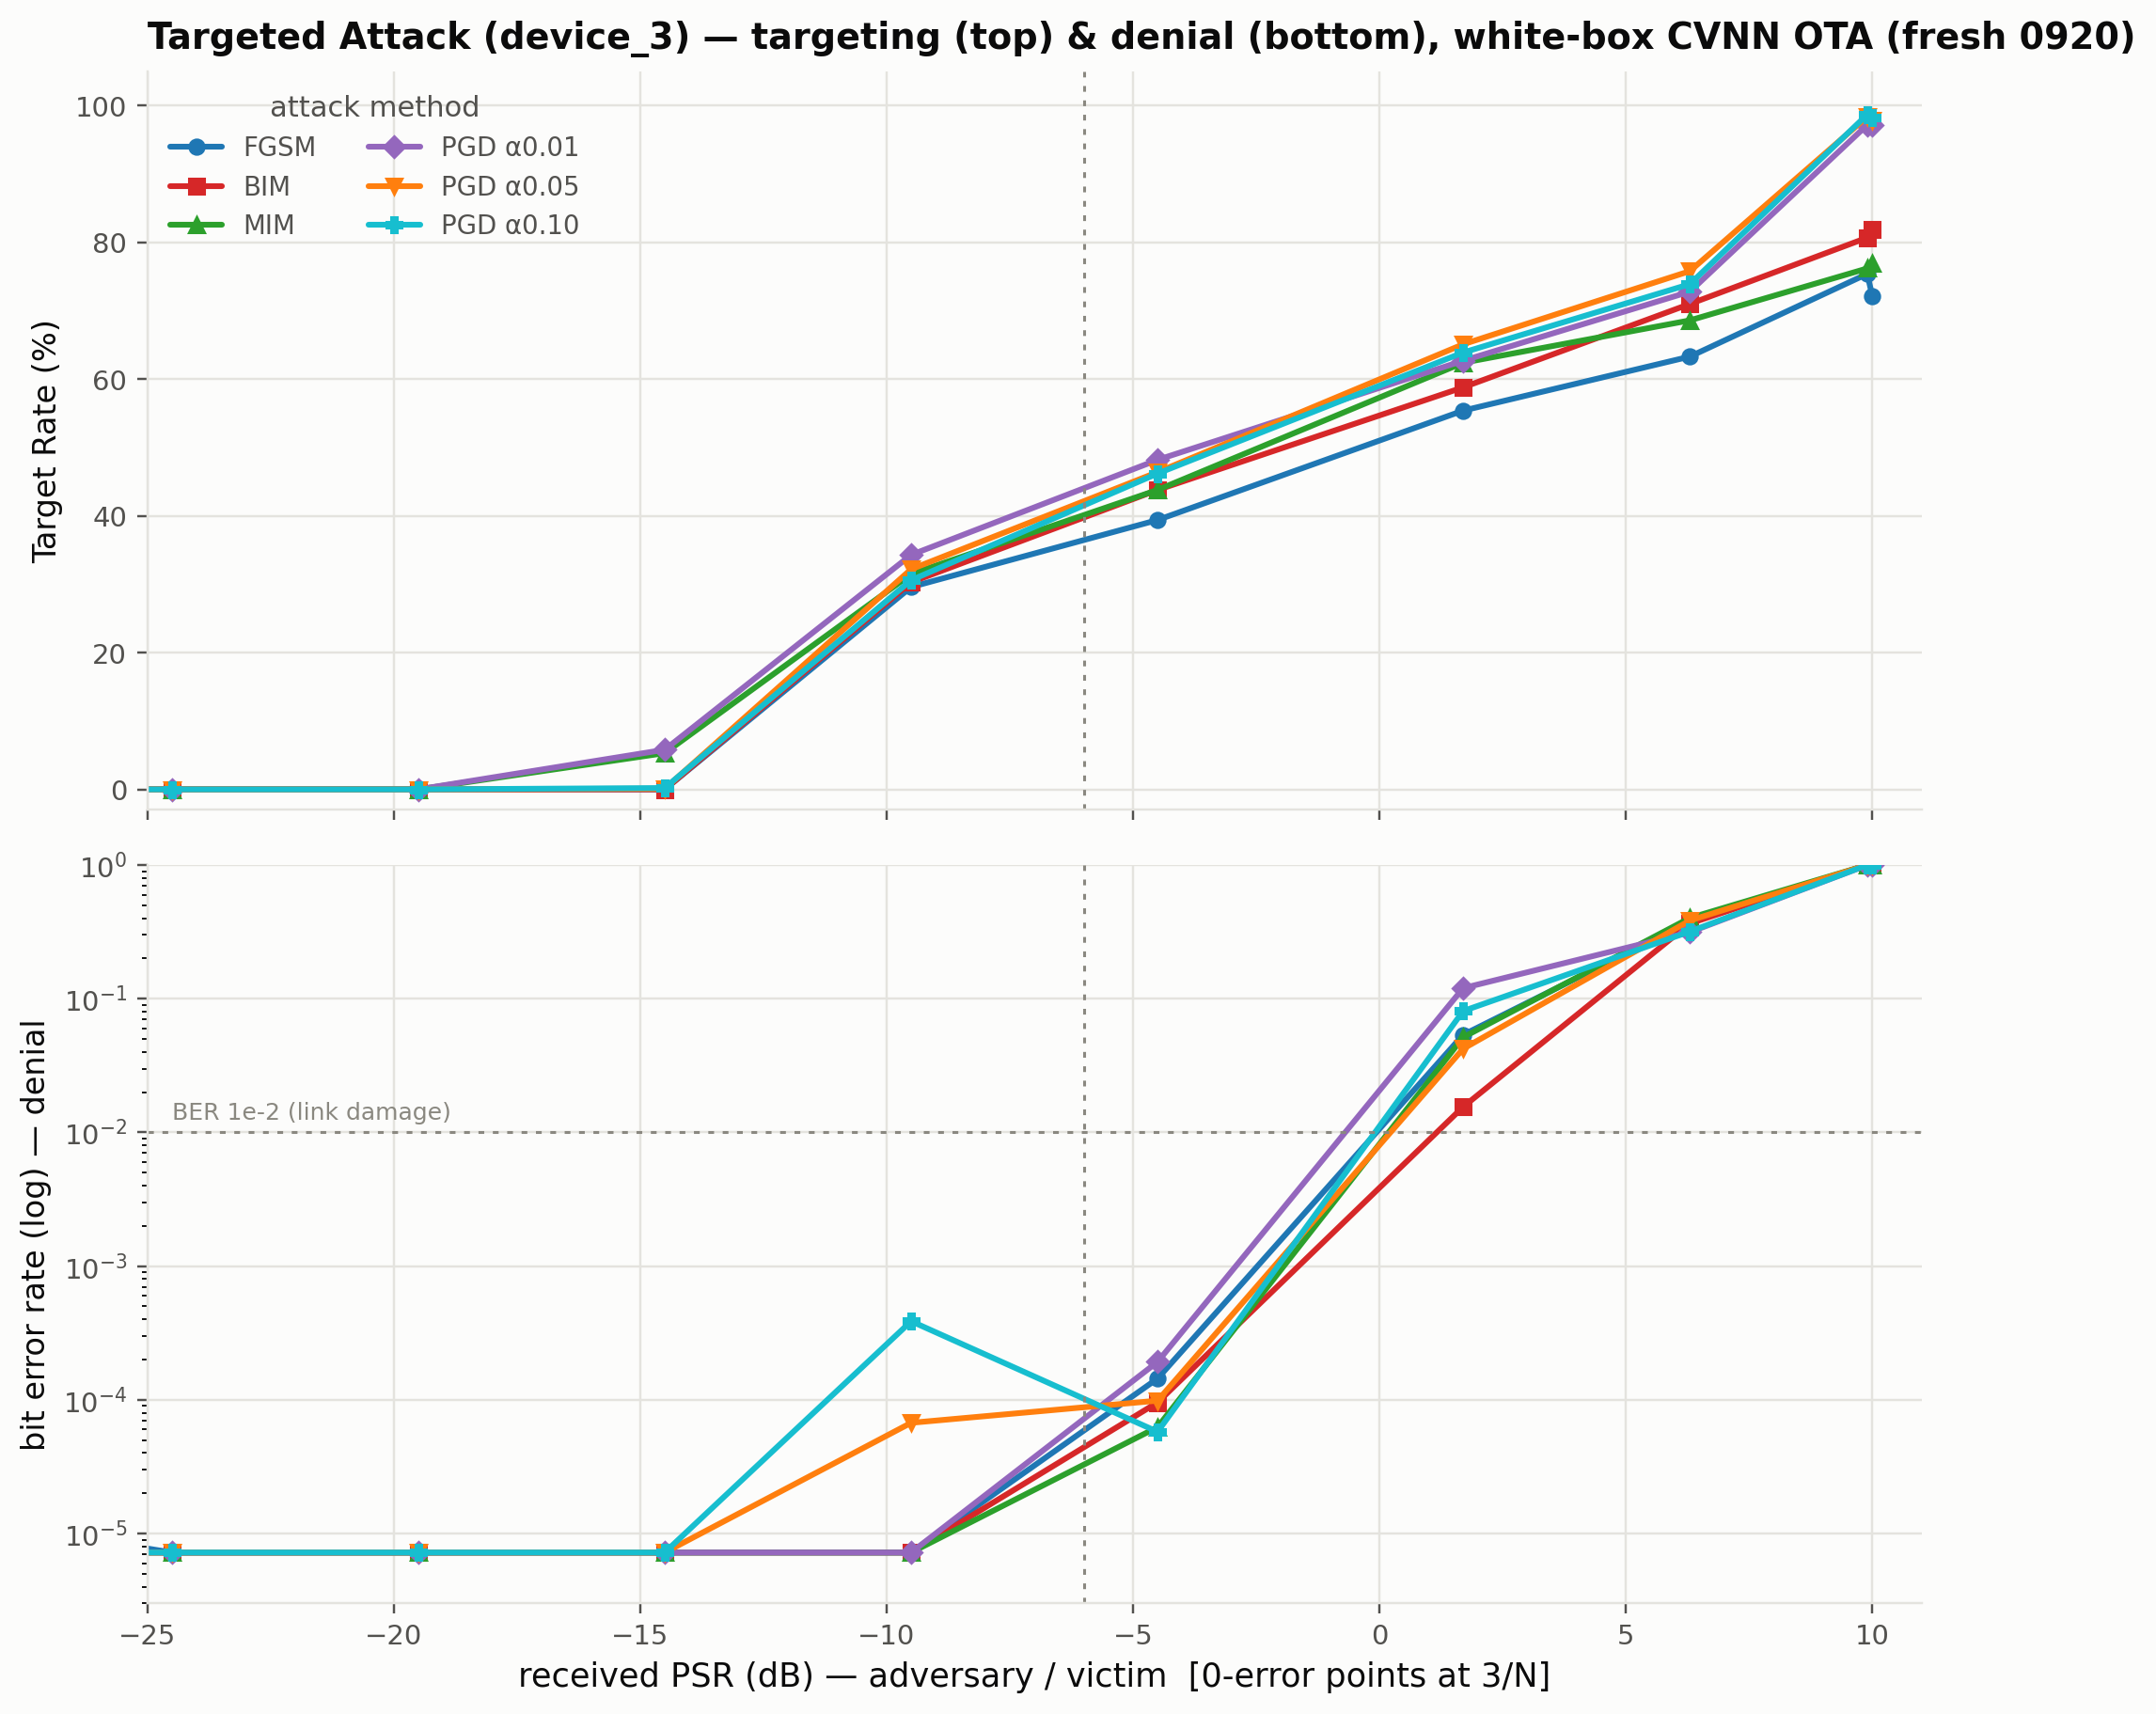 Targeted Attack (device_3) — targeting (top) & denial (bottom), white-box CVNN OTA (fresh 0920)
attack method
FGSM
BIM
MIM
PGD α0.01
PGD α0.05
PGD α0.10
Target Rate (%)
100
80
60
40
20
0
bit error rate (log) — denial
10⁰
10⁻¹
10⁻²
10⁻³
10⁻⁴
10⁻⁵
BER 1e-2 (link damage)
−25 −20 −15 −10 −5 0 5 10
received PSR (dB) — adversary / victim [0-error points at 3/N]